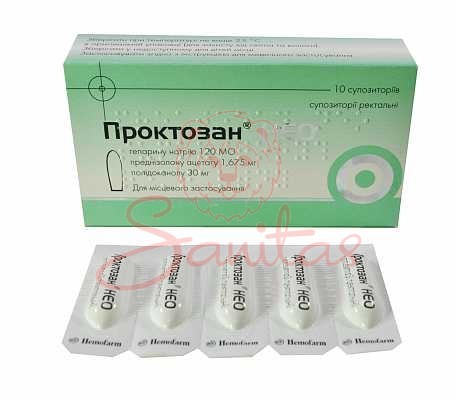 Зберігати при температурі не вище 25 °C
в оригінальній упаковці (для захисту від світла та вологи).
Зберігати у недоступному для дітей місці.
10 супозиторіїв
супозиторії ректальні
Проктозан® НЕО
гепарину натрію 120 МО
преднізолону ацетату 1,675 мг
полідоканолу 30 мг
Для місцевого застосування
Sanitas
Проктозан НЕО
Проктозан НЕО
Проктозан НЕО
Проктозан НЕО
Проктозан НЕО
Hemofarm
Hemofarm
Hemofarm
Hemofarm
Hemofarm